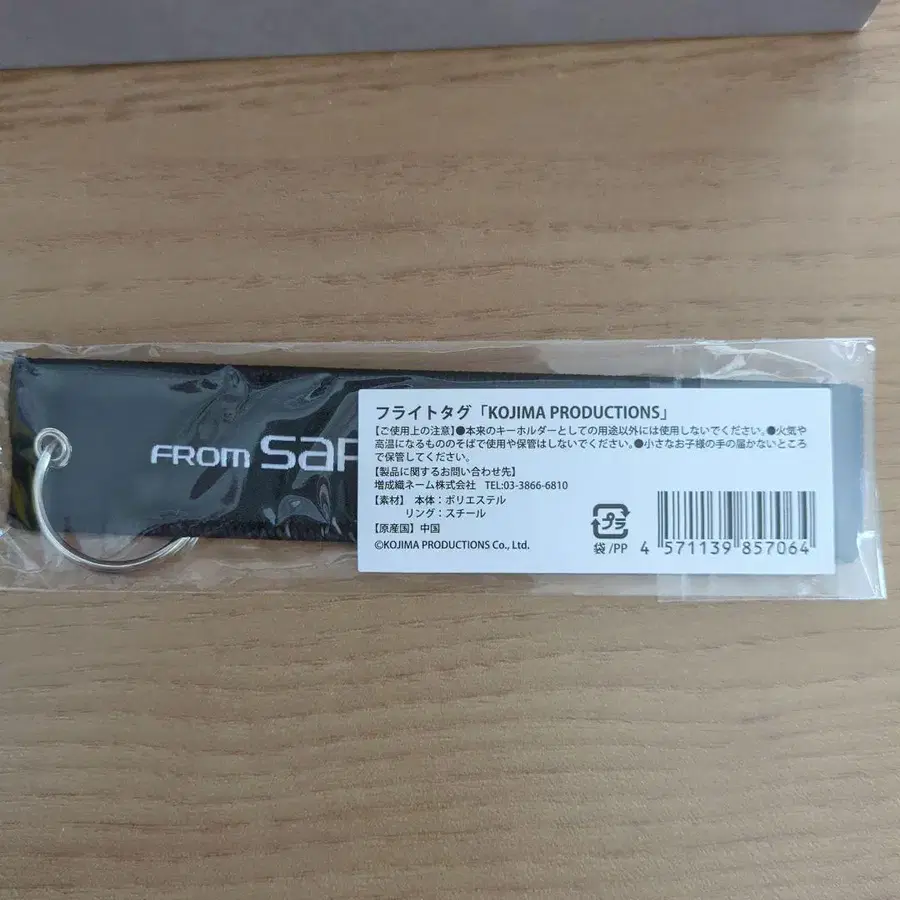 FROM SAP
フライトタグ「KOJIMA PRODUCTIONS」
【ご使用上の注意】●本来のキーホルダーとしての用途以外には使用しないでください。●火気や
高温になるもののそばで使用や保管はしないでください。●小さなお子様の手の届かないところ
で保管してください。
【製品に関するお問い合わせ先】
増成織ネーム株式会社 TEL:03-3866-6810
【素材】 本体：ポリエステル
リング：スチール
【原産国】中国
©KOJIMA PRODUCTIONS Co., Ltd.
プラ
袋/PP
4 571139 857064